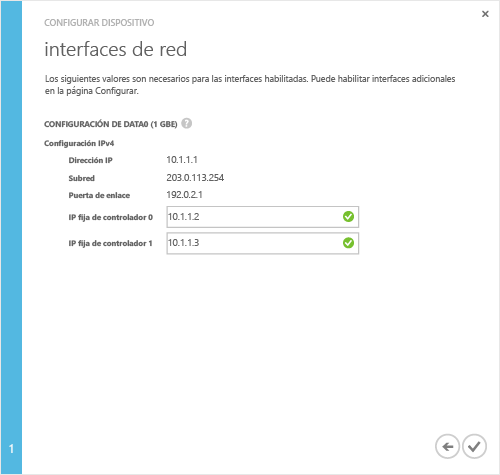 CONFIGURAR DISPOSITIVO
interfaces de red
Los siguientes valores son necesarios para las interfaces habilitadas. Puede habilitar interfaces adicionales
en la página Configurar.
CONFIGURACIÓN DE DATA0 (1 GBE) ?
Configuración IPv4
Dirección IP 10.1.1.1
Subred 203.0.113.254
Puerta de enlace 192.0.2.1
IP fija de controlador 0 10.1.1.2
IP fija de controlador 1 10.1.1.3
1